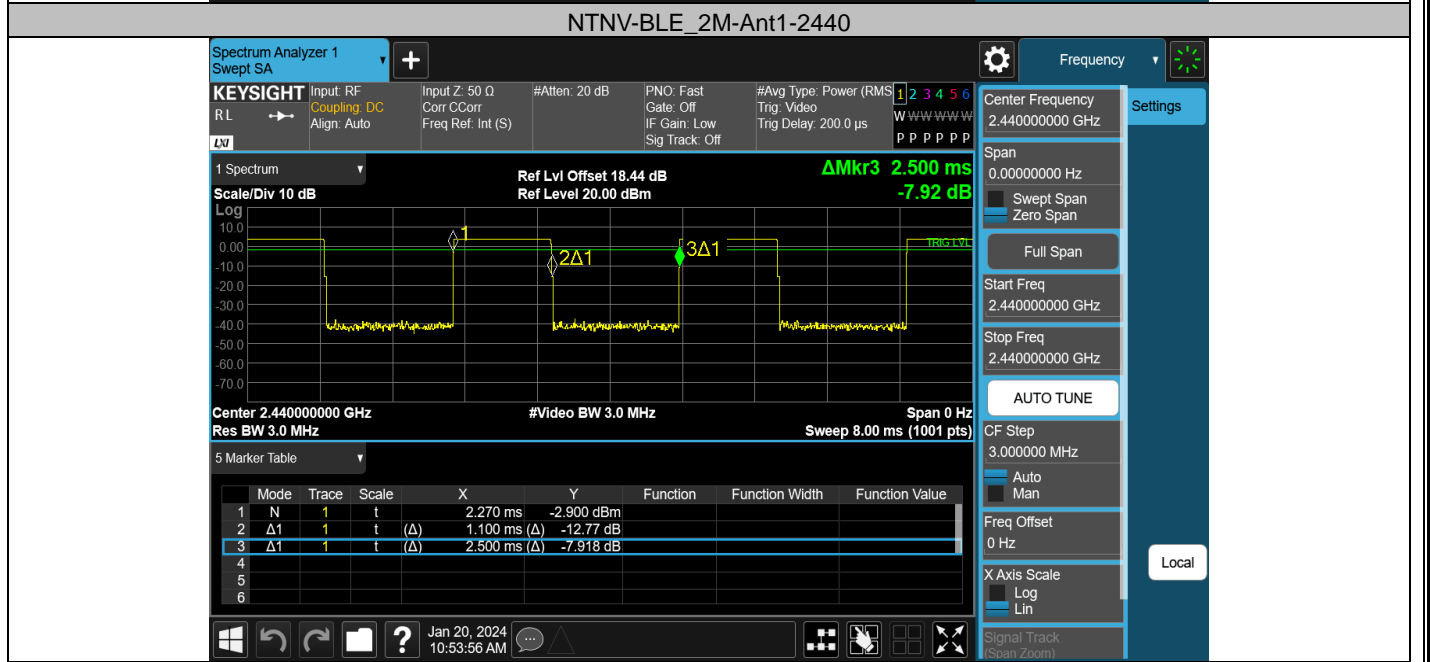 NTNV-BLE_2M-Ant1-2440
Spectrum Analyzer 1
Swept SA
+
Frequency
KEYSIGHT
RL
LXI
Input: RF
Coupling: DC
Align: Auto
Input Z: 50 Ω
Corr CCorr
Freq Ref: Int (S)
#Atten: 20 dB
PNO: Fast
Gate: Off
IF Gain: Low
Sig Track: Off
#Avg Type: Power (RMS
Trig: Video
Trig Delay: 200.0 µs
1 2 3 4 5 6
W W W W W W
P P P P P P
1 Spectrum
Scale/Div 10 dB
Ref Lvl Offset 18.44 dB
Ref Level 20.00 dBm
ΔMkr3 2.500 ms
-7.92 dB
Log
10.0
0.00
-10.0
-20.0
-30.0
-40.0
-50.0
-60.0
-70.0
1
2Δ1
3Δ1
TRIG LVL
Center 2.440000000 GHz
#Video BW 3.0 MHz
Span 0 Hz
Res BW 3.0 MHz
Sweep 8.00 ms (1001 pts)
5 Marker Table
Mode Trace Scale X Y Function Function Width Function Value
1 N 1 t 2.270 ms -2.900 dBm
2 Δ1 1 t (Δ) 1.100 ms (Δ) -12.77 dB
3 Δ1 1 t (Δ) 2.500 ms (Δ) -7.918 dB
4
5
6
Center Frequency
2.440000000 GHz
Settings
Span
0.00000000 Hz
Swept Span
Zero Span
Full Span
Start Freq
2.440000000 GHz
Stop Freq
2.440000000 GHz
AUTO TUNE
CF Step
3.000000 MHz
Auto
Man
Freq Offset
0 Hz
X Axis Scale
Log
Lin
Signal Track
(Span Zoom)
Local
?
Jan 20, 2024
10:53:56 AM